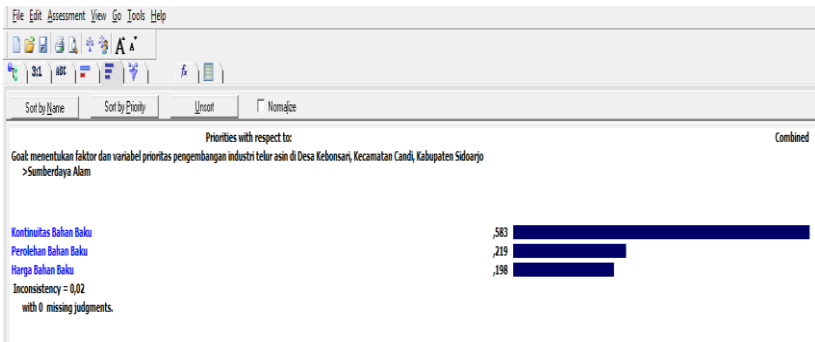 File Edit Assessment View Go Tools Help
A A
3:1 ABC fx
Sort by Name Sort by Priority Unsort Normalize
Priorities with respect to: Combined
Goal: menentukan faktor dan variabel prioritas pengembangan industri telur asin di Desa Kebonsari, Kecamatan Candi, Kabupaten Sidoarjo
>Sumberdaya Alam
Kontinuitas Bahan Baku ,583
Perolehan Bahan Baku ,219
Harga Bahan Baku ,198
Inconsistency = 0,02
with 0 missing judgments.